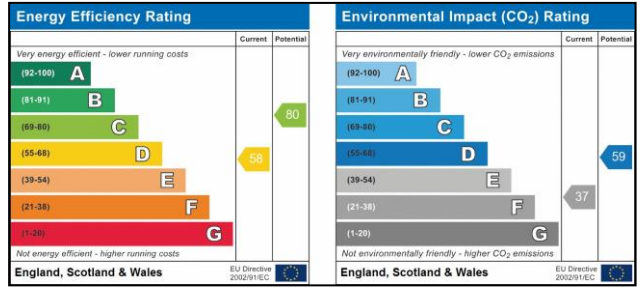 Energy Efficiency Rating
Current Potential
Very energy efficient - lower running costs
(92-100) A
(81-91) B
(69-80) C
(55-68) D
(39-54) E
(21-38) F
(1-20) G
58
80
Not energy efficient - higher running costs
England, Scotland & Wales
EU Directive
2002/91/EC
Environmental Impact (CO₂) Rating
Current Potential
Very environmentally friendly - lower CO₂ emissions
(92-100) A
(81-91) B
(69-80) C
(55-68) D
(39-54) E
(21-38) F
(1-20) G
37
59
Not environmentally friendly - higher CO₂ emissions
England, Scotland & Wales
EU Directive
2002/91/EC